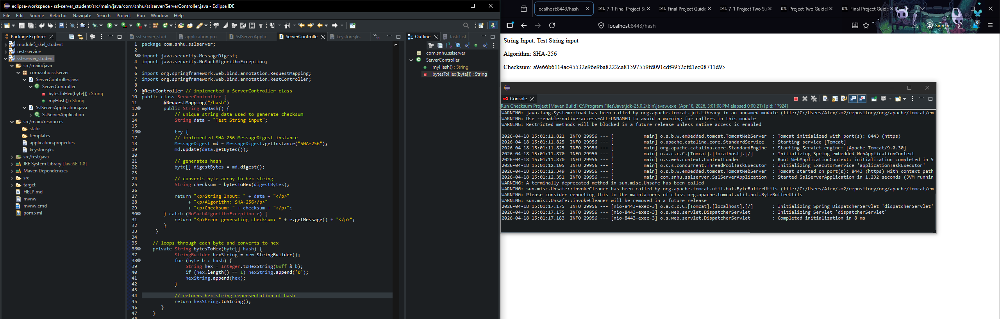 eclipse-workspace - ssl-server_student/src/main/java/com/snhu/sslserver/ServerController.java - Eclipse IDE
File Edit Source Refactor Navigate Search Project Run Window Help
Package Explorer
module5_skel_student
rest-service
ssl-server_student
src/main/java
com.snhu.sslserver
ServerController.java
ServerController
bytesToHex(byte[]) : String
myHash() : String
SslServerApplication.java
SslServerApplication
src/main/resources
static
templates
application.properties
keystore.jks
src/test/java
JRE System Library [JavaSE-1.8]
Maven Dependencies
src
target
HELP.md
mvnw
mvnw.cmd
pom.xml
ssl-server_stud application.pro SslServerApplic ServerControlle keystore.jks »11
1 package com.snhu.sslserver;
2
3 import java.security.MessageDigest;
4 import java.security.NoSuchAlgorithmException;
5
6 import org.springframework.web.bind.annotation.RequestMapping;
7 import org.springframework.web.bind.annotation.RestController;
8
9 @RestController // implemented a ServerController class
10 public class ServerController {
11 @RequestMapping("/hash")
12 public String myHash() {
13 // unique string data used to generate checksum
14 String data = "Test String input";
15
16 try {
17 // implemented SHA-256 MessageDigest instance
18 MessageDigest md = MessageDigest.getInstance("SHA-256");
19 md.update(data.getBytes());
20
21 // generates hash
22 byte[] digestBytes = md.digest();
23
24 // converts byte array to hex string
25 String checksum = bytesToHex(digestBytes);
26
27 return "<p>String Input: " + data + "</p>"
28 + "<p>Algorithm: SHA-256</p>"
29 + "<p>Checksum: " + checksum + "</p>";
30 } catch (NoSuchAlgorithmException e) {
31 return "<p>Error generating checksum: " + e.getMessage() + "</p>";
32 }
33 }
34
35 // loops through each byte and converts to hex
36 private String bytesToHex(byte[] hash) {
37 StringBuilder hexString = new StringBuilder();
38 for (byte b : hash) {
39 String hex = Integer.toHexString(0xff & b);
40 if (hex.length() == 1) hexString.append('0');
41 hexString.append(hex);
42 }
43
44 // returns hex string representation of hash
45 return hexString.toString();
46 }
47 }
48
Outline Task List
com.snhu.sslserver
ServerController
myHash() : String
bytesToHex(byte[]) : String
localhost:8443/hash D2L 7-1 Final Project Su D2L Final Project Guide D2L 7-1 Project Two Su D2L Project Two Guidel D2L Final Project Guide
localhost:8443/hash
Sign in 0
String Input: Test String input
Algorithm: SHA-256
Checksum: a9e66b6114ac45532e96e9ba8222ca81597559fd091cdf4952cfd1ec08711d95
Console
Run Checksum Project [Maven Build] C:\Program Files\Java\jdk-25.0.2\bin\javaw.exe (Apr 18, 2026, 3:01:08 PM elapsed 0:00:21) [pid: 17924]
WARNING: java.lang.System::load has been called by org.apache.tomcat.jni.Library in an unnamed module (file:/C:/Users/Alex/.m2/repository/org/apache/tomcat/em
WARNING: Use --enable-native-access=ALL-UNNAMED to avoid a warning for callers in this module
WARNING: Restricted methods will be blocked in a future release unless native access is enabled
2026-04-18 15:01:11.821 INFO 29956 --- [ main] o.s.b.w.embedded.tomcat.TomcatWebServer : Tomcat initialized with port(s): 8443 (https)
2026-04-18 15:01:11.825 INFO 29956 --- [ main] o.apache.catalina.core.StandardService : Starting service [Tomcat]
2026-04-18 15:01:11.825 INFO 29956 --- [ main] org.apache.catalina.core.StandardEngine : Starting Servlet engine: [Apache Tomcat/9.0.30]
2026-04-18 15:01:11.870 INFO 29956 --- [ main] o.a.c.c.C.[Tomcat].[localhost].[/] : Initializing Spring embedded WebApplicationContext
2026-04-18 15:01:11.870 INFO 29956 --- [ main] o.s.web.context.ContextLoader : Root WebApplicationContext: initialization completed in 5
2026-04-18 15:01:12.105 INFO 29956 --- [ main] o.s.s.concurrent.ThreadPoolTaskExecutor : Initializing ExecutorService 'applicationTaskExecutor'
2026-04-18 15:01:12.349 INFO 29956 --- [ main] o.s.b.w.embedded.tomcat.TomcatWebServer : Tomcat started on port(s): 8443 (https) with context path
2026-04-18 15:01:12.351 INFO 29956 --- [ main] com.snhu.sslserver.SslServerApplication : Started SslServerApplication in 1.232 seconds (JVM runnin
WARNING: A terminally deprecated method in sun.misc.Unsafe has been called
WARNING: sun.misc.Unsafe::invokeCleaner has been called by org.apache.tomcat.util.buf.ByteBufferUtils (file:/C:/Users/Alex/.m2/repository/org/apache/tomcat/em
WARNING: Please consider reporting this to the maintainers of class org.apache.tomcat.util.buf.ByteBufferUtils
WARNING: sun.misc.Unsafe::invokeCleaner will be removed in a future release
2026-04-18 15:01:17.175 INFO 29956 --- [nio-8443-exec-3] o.a.c.c.C.[Tomcat].[localhost].[/] : Initializing Spring DispatcherServlet 'dispatcherServlet'
2026-04-18 15:01:17.175 INFO 29956 --- [nio-8443-exec-3] o.s.web.servlet.DispatcherServlet : Initializing Servlet 'dispatcherServlet'
2026-04-18 15:01:17.183 INFO 29956 --- [nio-8443-exec-3] o.s.web.servlet.DispatcherServlet : Completed initialization in 8 ms